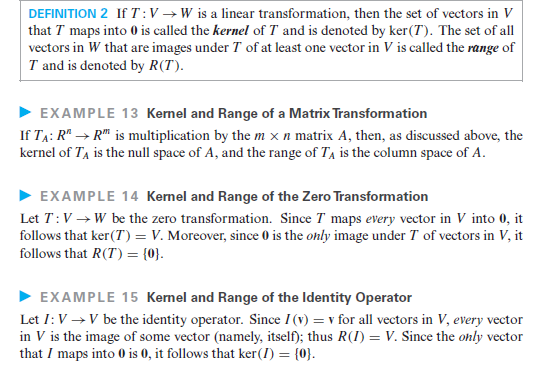 DEFINITION 2 If T : V → W is a linear transformation, then the set of vectors in V
that T maps into 0 is called the kernel of T and is denoted by ker(T). The set of all
vectors in W that are images under T of at least one vector in V is called the range of
T and is denoted by R(T).
▶ EXAMPLE 13 Kernel and Range of a Matrix Transformation
If Tₐ: Rⁿ → Rᵐ is multiplication by the m × n matrix A, then, as discussed above, the
kernel of Tₐ is the null space of A, and the range of Tₐ is the column space of A.
▶ EXAMPLE 14 Kernel and Range of the Zero Transformation
Let T : V → W be the zero transformation. Since T maps every vector in V into 0, it
follows that ker(T) = V. Moreover, since 0 is the only image under T of vectors in V, it
follows that R(T) = {0}.
▶ EXAMPLE 15 Kernel and Range of the Identity Operator
Let I: V → V be the identity operator. Since I(v) = v for all vectors in V, every vector
in V is the image of some vector (namely, itself); thus R(I) = V. Since the only vector
that I maps into 0 is 0, it follows that ker(I) = {0}.